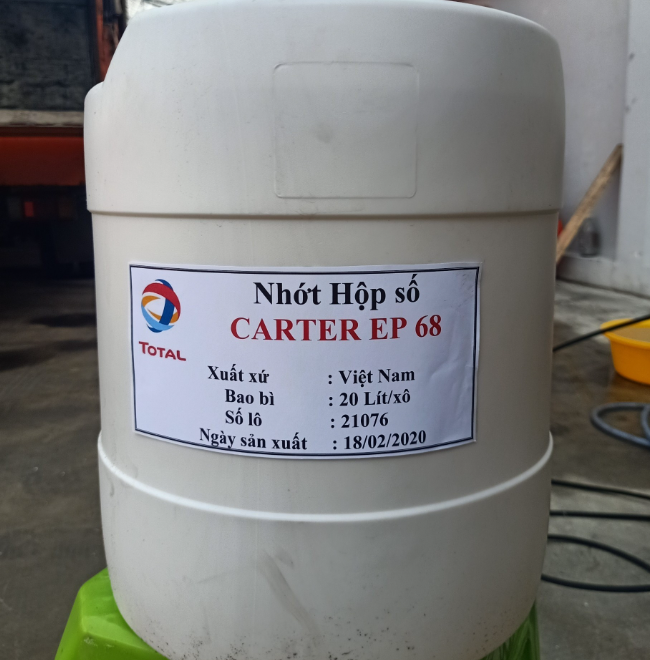 Nhớt Hộp số
CARTER EP 68
TOTAL
Xuất xứ : Việt Nam
Bao bì : 20 Lít/xô
Số lô : 21076
Ngày sản xuất : 18/02/2020